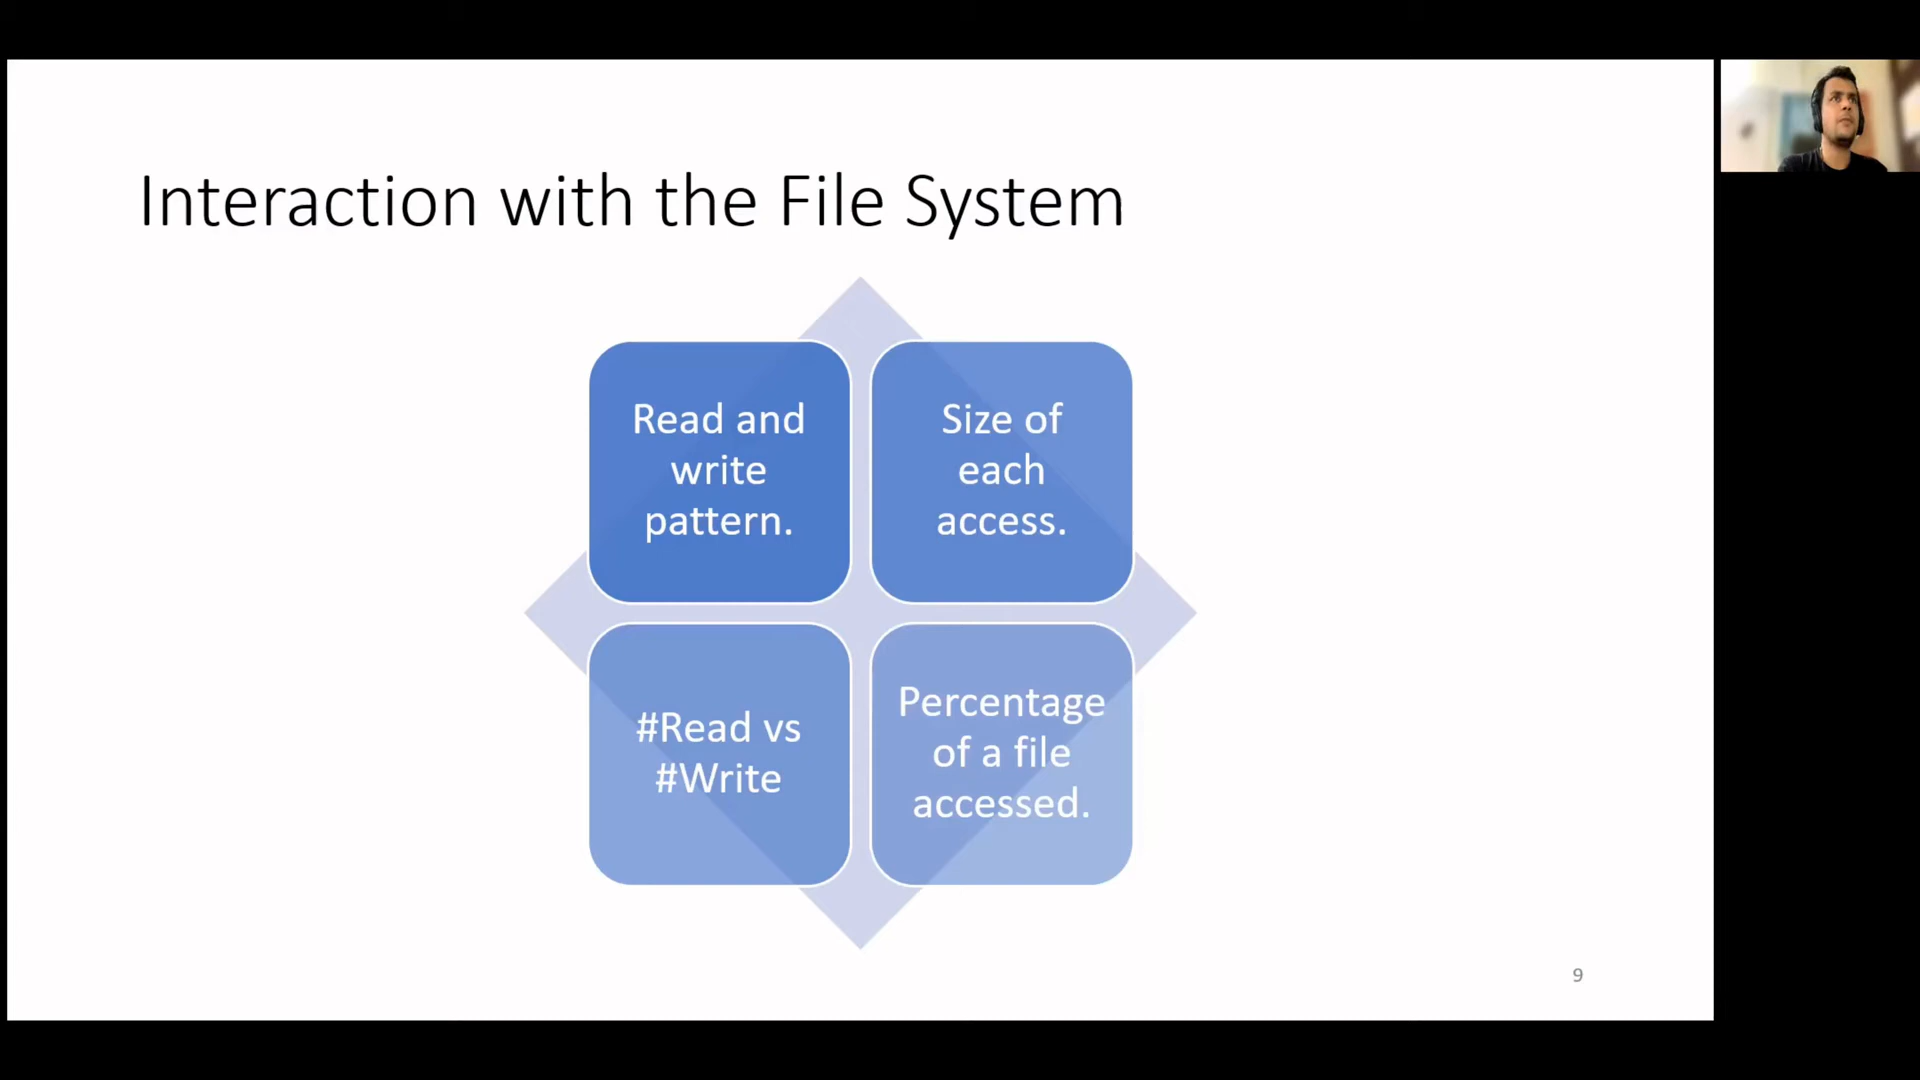 Interaction with the File System
Read and
write
pattern.
Size of
each
access.
#Read vs
#Write
Percentage
of a file
accessed.
9